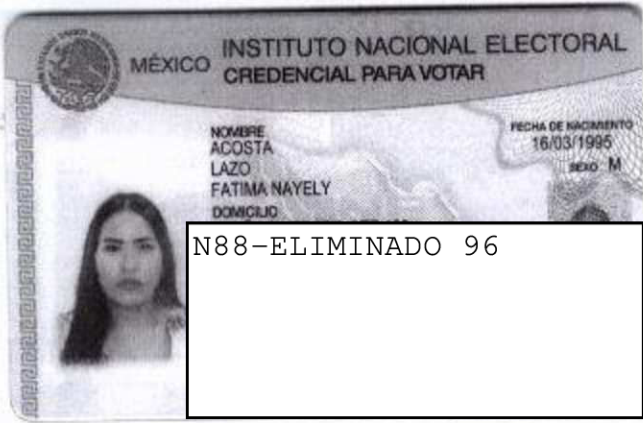 MÉXICO INSTITUTO NACIONAL ELECTORAL
CREDENCIAL PARA VOTAR
NOMBRE
ACOSTA
LAZO
FATIMA NAYELY
DOMICILIO
FECHA DE NACIMIENTO
16/03/1995
SEXO M
N88-ELIMINADO 96